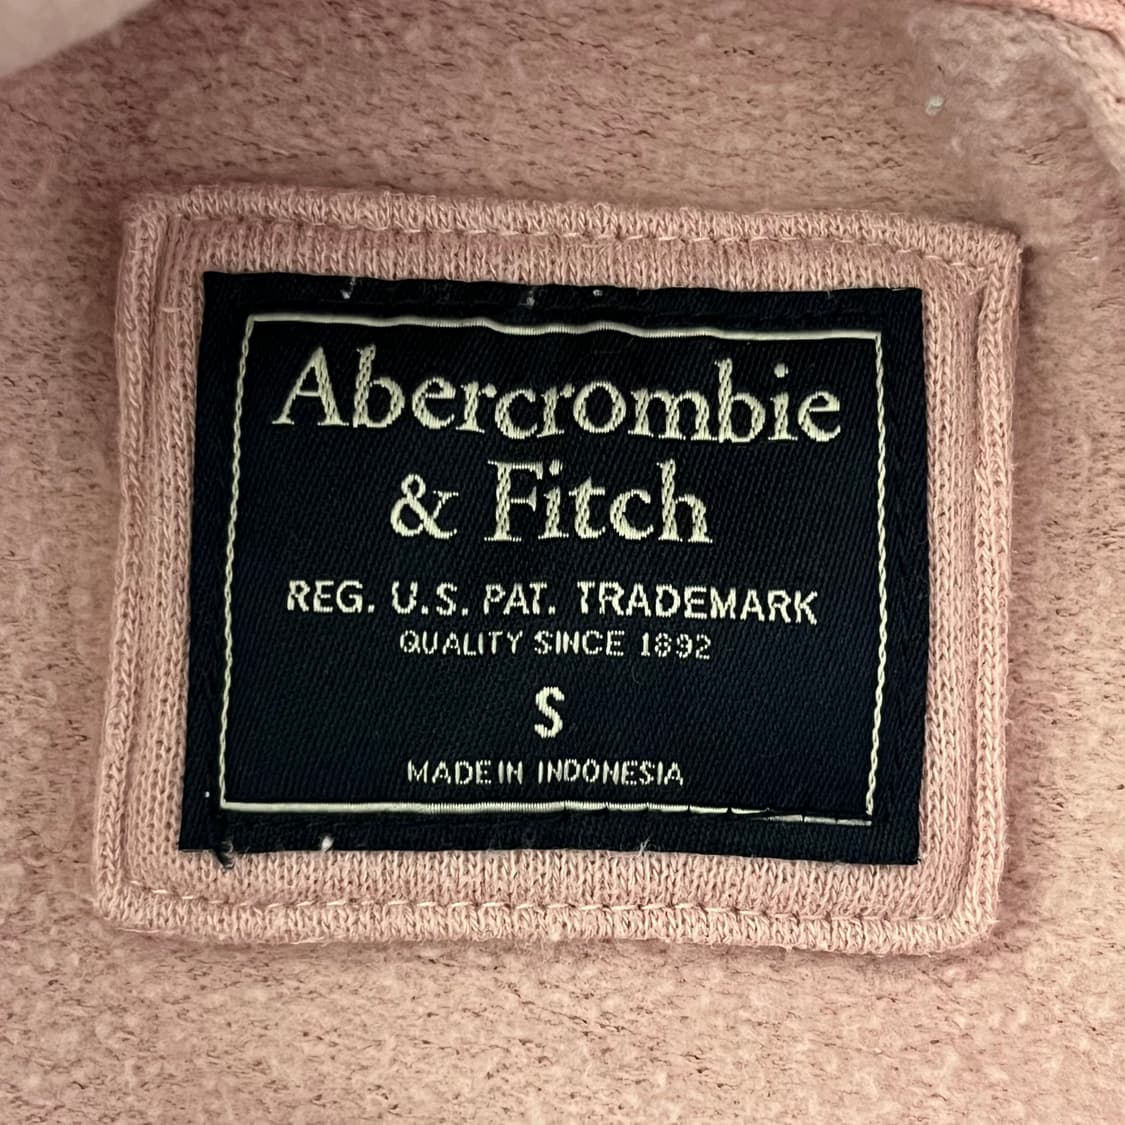 Abercrombie
& Fitch
REG. U.S. PAT. TRADEMARK
QUALITY SINCE 1892
S
MADE IN INDONESIA